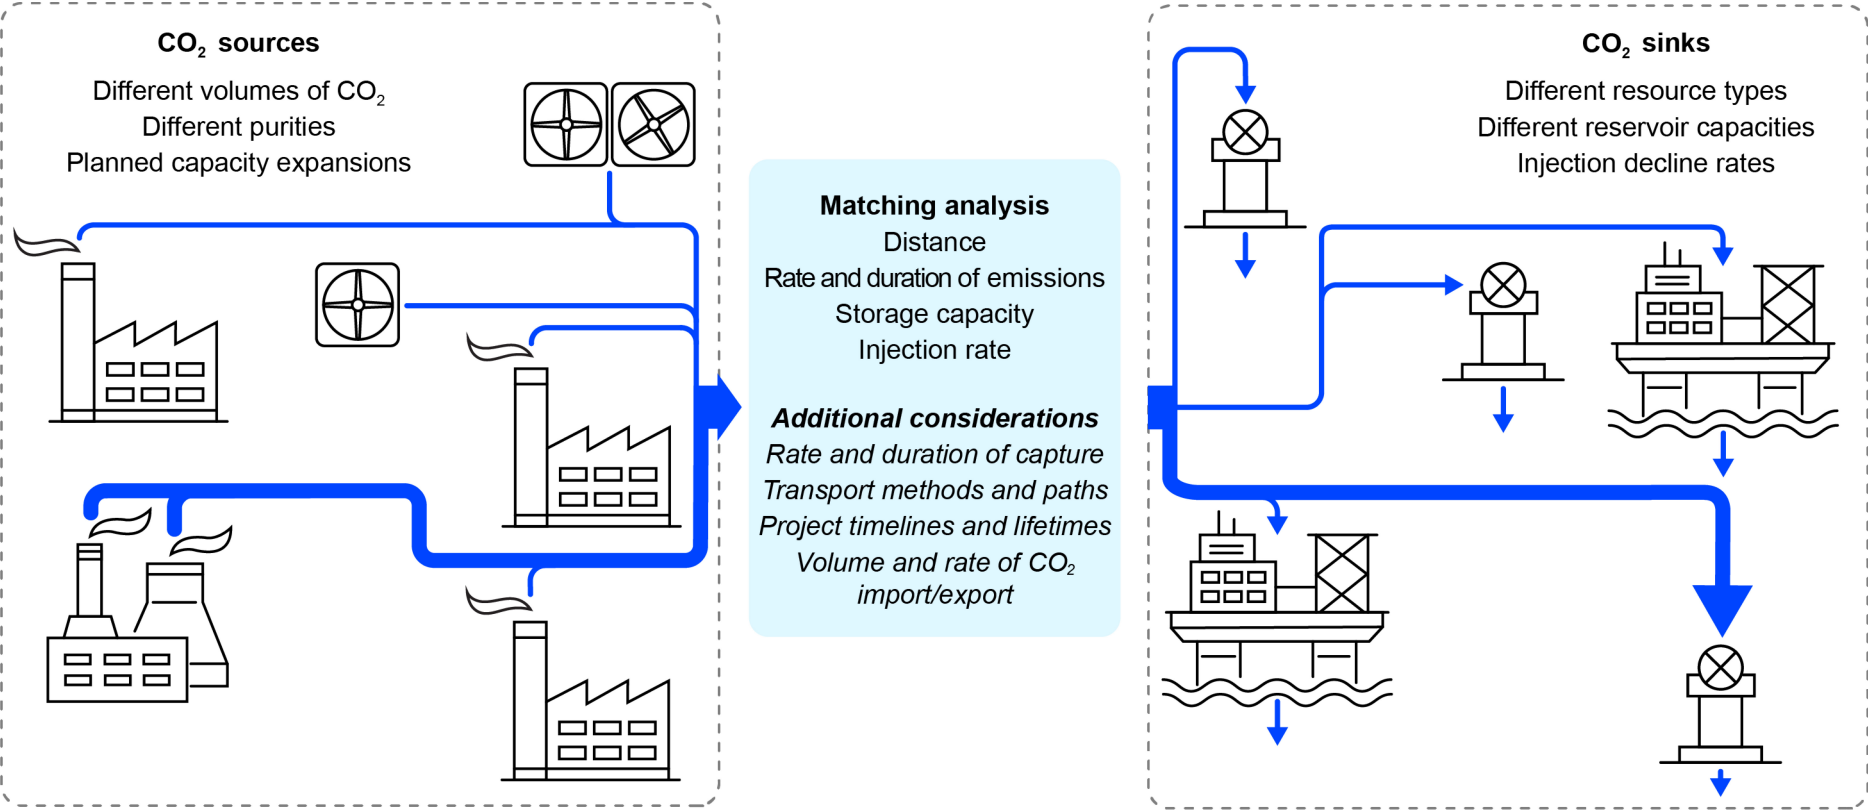 CO₂ sources
Different volumes of CO₂
Different purities
Planned capacity expansions
Matching analysis
Distance
Rate and duration of emissions
Storage capacity
Injection rate
Additional considerations
Rate and duration of capture
Transport methods and paths
Project timelines and lifetimes
Volume and rate of CO₂
import/export
CO₂ sinks
Different resource types
Different reservoir capacities
Injection decline rates